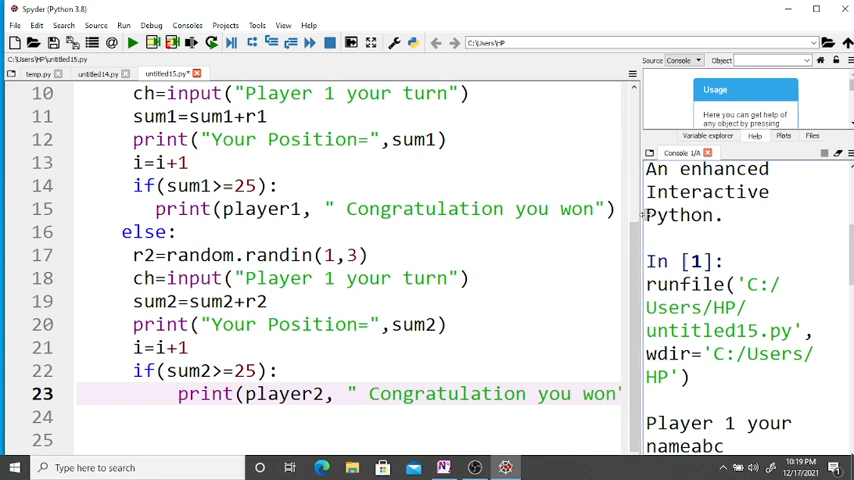 Spyder (Python 3.8)
File Edit Search Source Run Debug Consoles Projects Tools View Help
C:\Users\HP
C:\Users\HP\untitled15.py
temp.py untitled14.py untitled15.py*
10 ch=input("Player 1 your turn")
11 sum1=sum1+r1
12 print("Your Position=",sum1)
13 i=i+1
14 if(sum1>=25):
15 print(player1, " Congratulation you won")
16 else:
17 r2=random.randin(1,3)
18 ch=input("Player 1 your turn")
19 sum2=sum2+r2
20 print("Your Position=",sum2)
21 i=i+1
22 if(sum2>=25):
23 print(player2, " Congratulation you won"
24
25
Source Console Object
Usage
Here you can get help of
any object by pressing
Variable explorer Help Plots Files
Console 1/A
An enhanced
Interactive
Python.
In [1]:
runfile('C:/
Users/HP/
untitled15.py',
wdir='C:/Users/
HP')
Player 1 your
nameabc
Type here to search
10:19 PM
12/17/2021